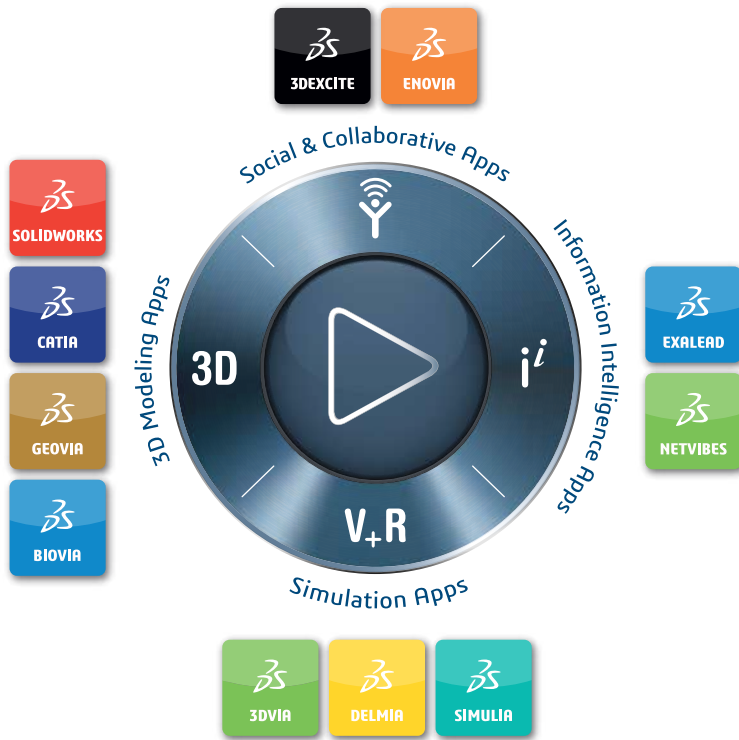 3DEXCITE
ENOVIA
Social & Collaborative Apps
SOLIDWORKS
CATIA
GEOVIA
BIOVIA
3D Modeling Apps
3D
Information Intelligence Apps
i i
EXALEAD
NETVIBES
V+R
Simulation Apps
3DVIA
DELMIA
SIMULIA